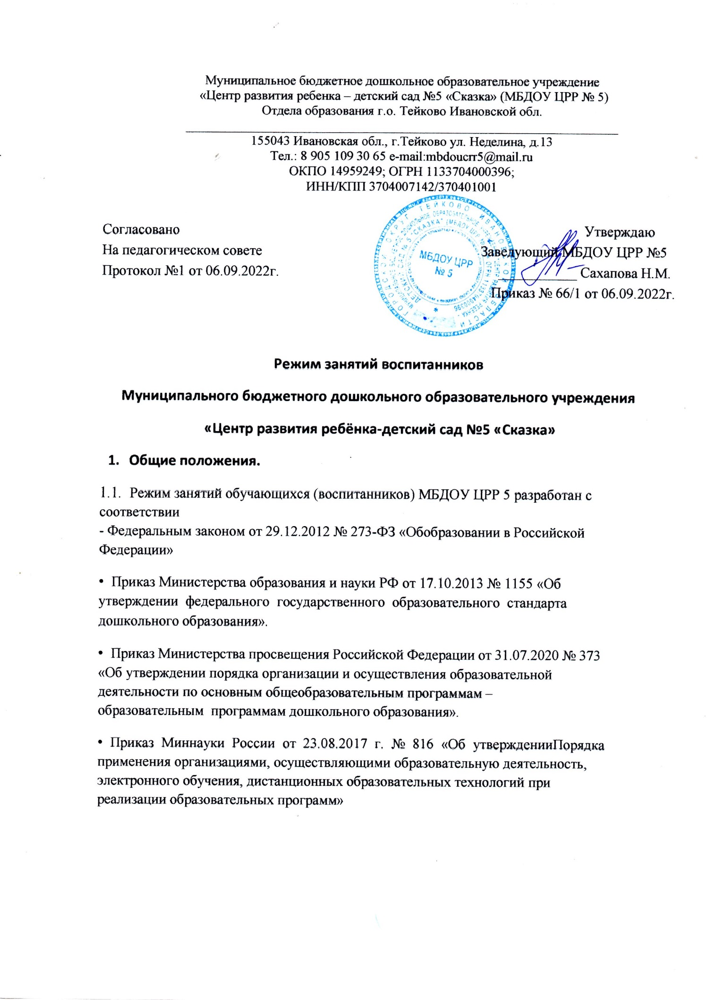 Муниципальное бюджетное дошкольное образовательное учреждение
«Центр развития ребенка – детский сад №5 «Сказка» (МБДОУ ЦРР № 5)
Отдела образования г.о. Тейково Ивановской обл.
155043 Ивановская обл., г.Тейково ул. Неделина, д.13
Тел.: 8 905 109 30 65 e-mail:mbdoucrr5@mail.ru
ОКПО 14959249; ОГРН 1133704000396;
ИНН/КПП 3704007142/370401001
Согласовано
На педагогическом совете
Протокол №1 от 06.09.2022г.
ГОРОДСКОЙ ОКРУГ ТЕЙКОВО ИВАНОВСКОЙ ОБЛАСТИ
МБДОУ ЦРР
№ 5
Утверждаю
Заведующий МБДОУ ЦРР №5
Сахапова Н.М.
Приказ № 66/1 от 06.09.2022г.
Режим занятий воспитанников
Муниципального бюджетного дошкольного образовательного учреждения
«Центр развития ребёнка-детский сад №5 «Сказка»
1. Общие положения.
1.1. Режим занятий обучающихся (воспитанников) МБДОУ ЦРР 5 разработан с
соответствии
- Федеральным законом от 29.12.2012 № 273-ФЗ «Обобразовании в Российской
Федерации»
• Приказ Министерства образования и науки РФ от 17.10.2013 № 1155 «Об
утверждении федерального государственного образовательного стандарта
дошкольного образования».
• Приказ Министерства просвещения Российской Федерации от 31.07.2020 № 373
«Об утверждении порядка организации и осуществления образовательной
деятельности по основным общеобразовательным программам –
образовательным программам дошкольного образования».
• Приказ Миннауки России от 23.08.2017 г. № 816 «Об утвержденииПорядка
применения организациями, осуществляющими образовательную деятельность,
электронного обучения, дистанционных образовательных технологий при
реализации образовательных программ»